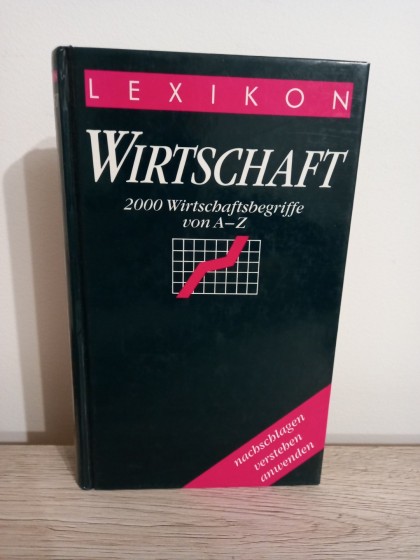 LEXIKON
WIRTSCHAFT
2000 Wirtschaftsbegriffe
von A–Z
nachschlagen
verstehen
anwenden